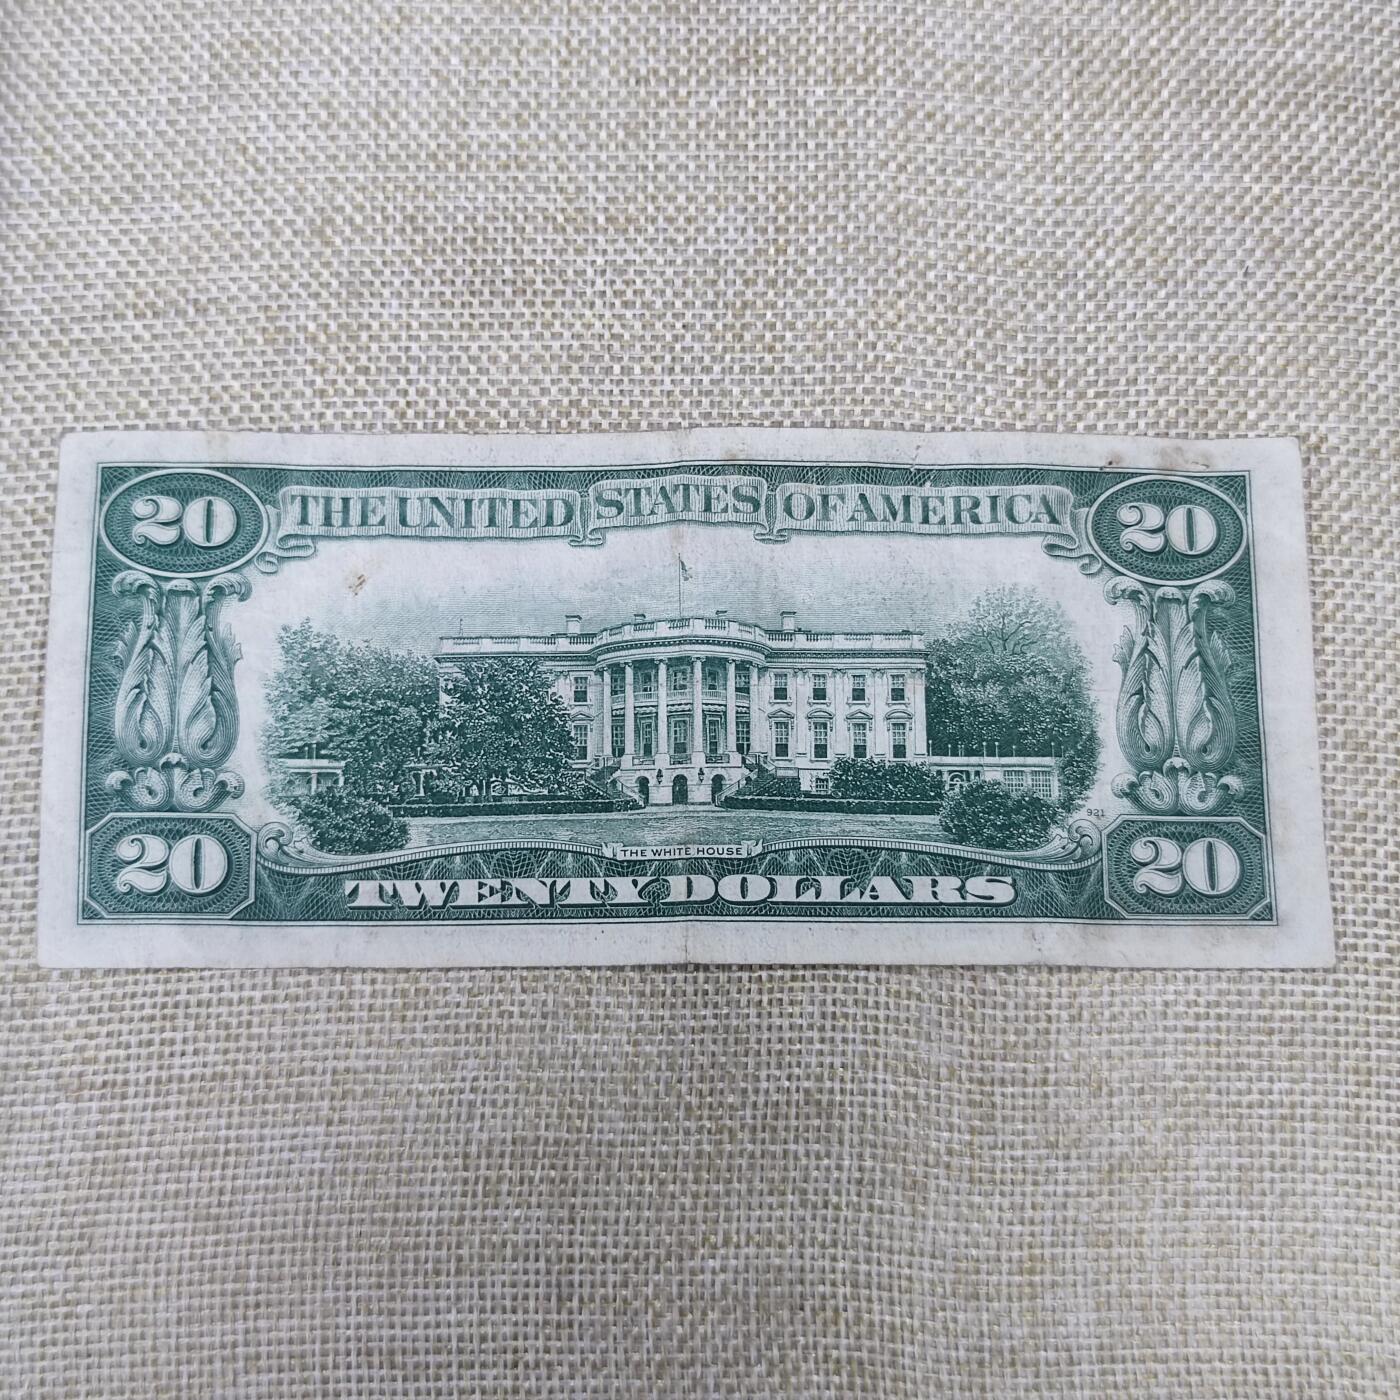 20 THE UNITED STATES OF AMERICA 20
921
THE WHITE HOUSE
20 TWENTY DOLLARS 20